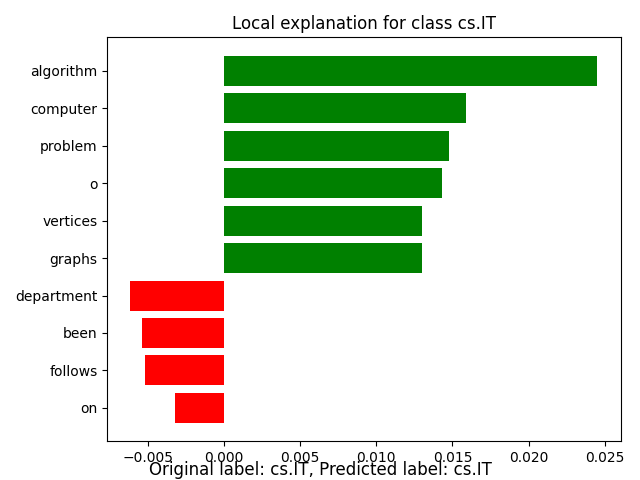 Local explanation for class cs.IT
algorithm
computer
problem
o
vertices
graphs
department
been
follows
on
−0.005 0.000 0.005 0.010 0.015 0.020 0.025
Original label: cs.IT, Predicted label: cs.IT